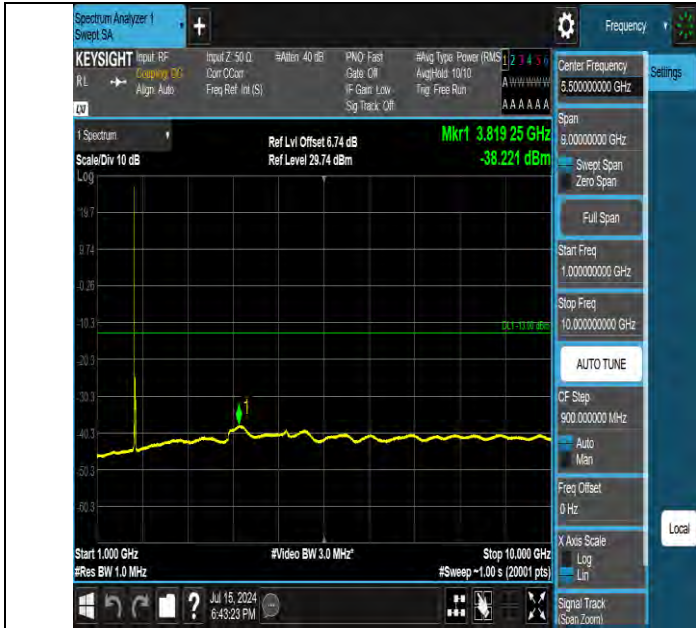 Spectrum Analyzer 1
Swept SA
Frequency
KEYSIGHT
RL
Input: RF
Coupling: DC
Align: Auto
Input Z: 50 Ω
Corr CCorr
Freq Ref: Int (S)
#Atten: 40 dB
PNO: Fast
Gate: Off
IF Gain: Low
Sig Track: Off
#Avg Type: Power (RMS
Avg|Hold: 10/10
Trig: Free Run
1 2 3 4 5 6
A W W W W W
A A A A A A
1 Spectrum
Scale/Div 10 dB
Ref Lvl Offset 6.74 dB
Ref Level 29.74 dBm
Mkr1 3.819 25 GHz
-38.221 dBm
Log
19.7
9.74
-0.26
-10.3
-20.3
-30.3
-40.3
-50.3
-60.3
DL1 -13.00 dBm
1
Start 1.000 GHz
#Res BW 1.0 MHz
#Video BW 3.0 MHz*
Stop 10.000 GHz
#Sweep ~1.00 s (20001 pts)
Jul 15, 2024
6:43:23 PM
Center Frequency
5.500000000 GHz
Settings
Span
9.00000000 GHz
Swept Span
Zero Span
Full Span
Start Freq
1.000000000 GHz
Stop Freq
10.000000000 GHz
AUTO TUNE
CF Step
900.000000 MHz
Auto
Man
Freq Offset
0 Hz
X Axis Scale
Log
Lin
Local
Signal Track
(Span Zoom)